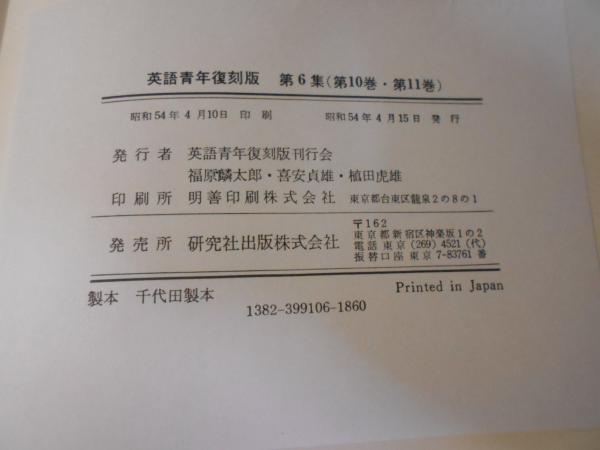 英語青年復刻版 第6集(第10巻・第11巻)
昭和54年4月10日 印刷 昭和54年4月15日 発行
発行者 英語青年復刻版刊行会
福原麟太郎・喜安貞雄・植田虎雄
印刷所 明善印刷株式会社 東京都台東区龍泉2の8の1
〒162
東京都新宿区神楽坂1の2
発売所 研究社出版株式会社 電話 東京(269)4521(代)
振替口座 東京7-83761番
製本 千代田製本 Printed in Japan
1382-399106-1860